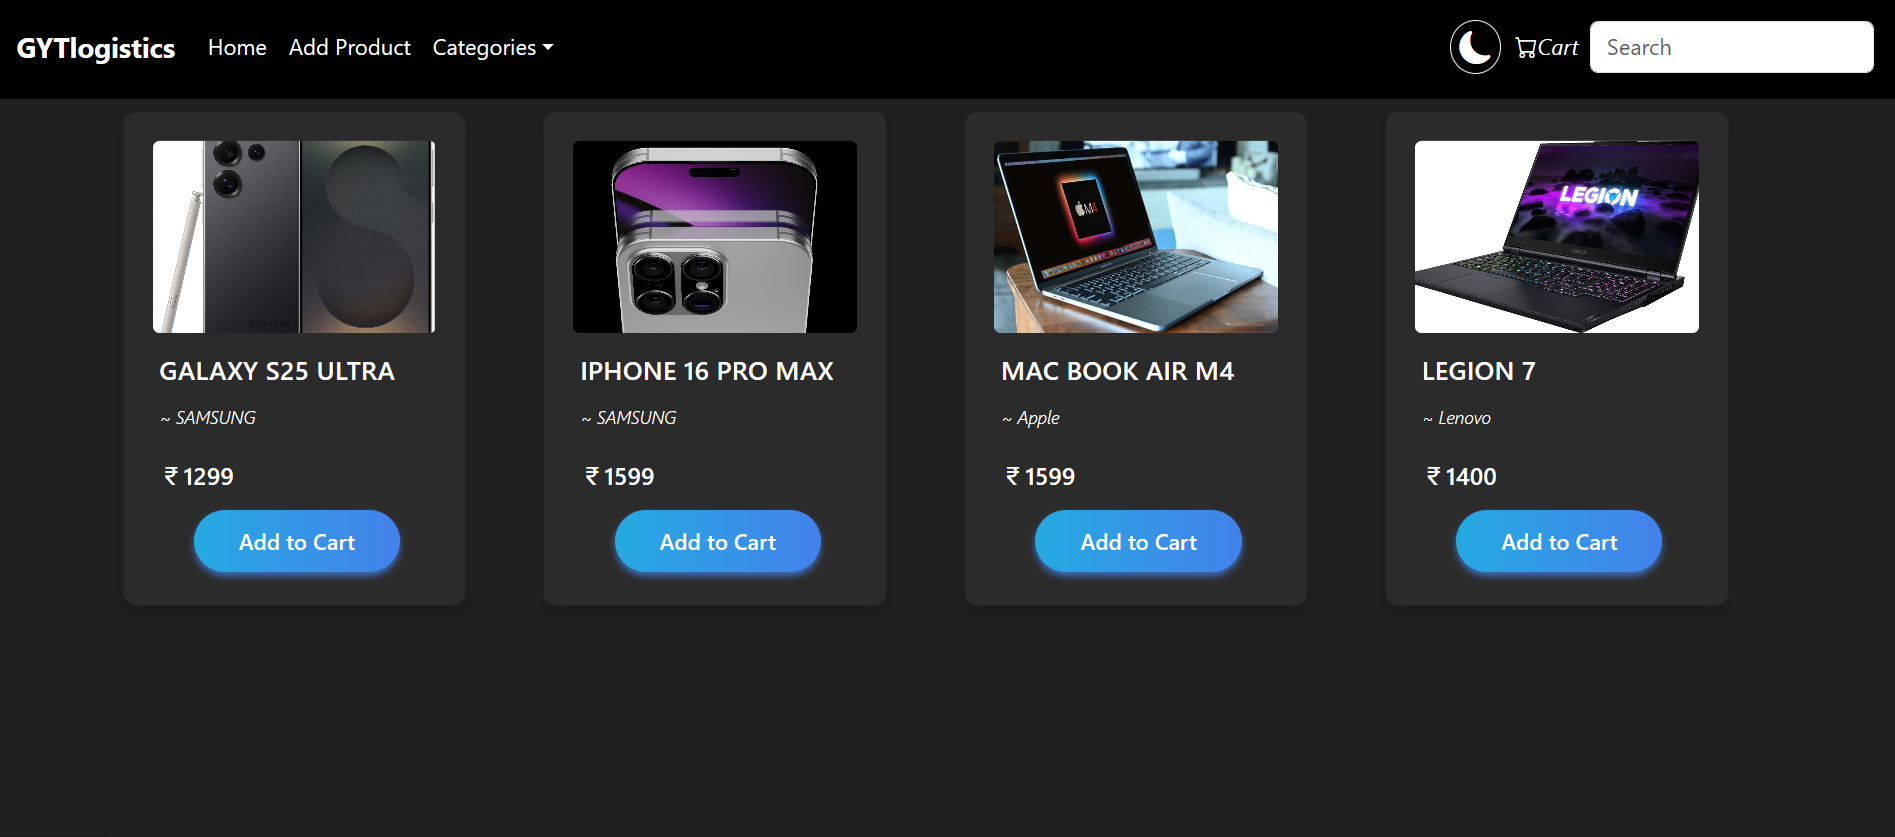 GYTlogistics Home Add Product Categories Cart Search
M4
LEGION
SAMSUNG
GALAXY S25 ULTRA
~ SAMSUNG
₹ 1299
Add to Cart
IPHONE 16 PRO MAX
~ SAMSUNG
₹ 1599
Add to Cart
MAC BOOK AIR M4
~ Apple
₹ 1599
Add to Cart
LEGION 7
~ Lenovo
₹ 1400
Add to Cart